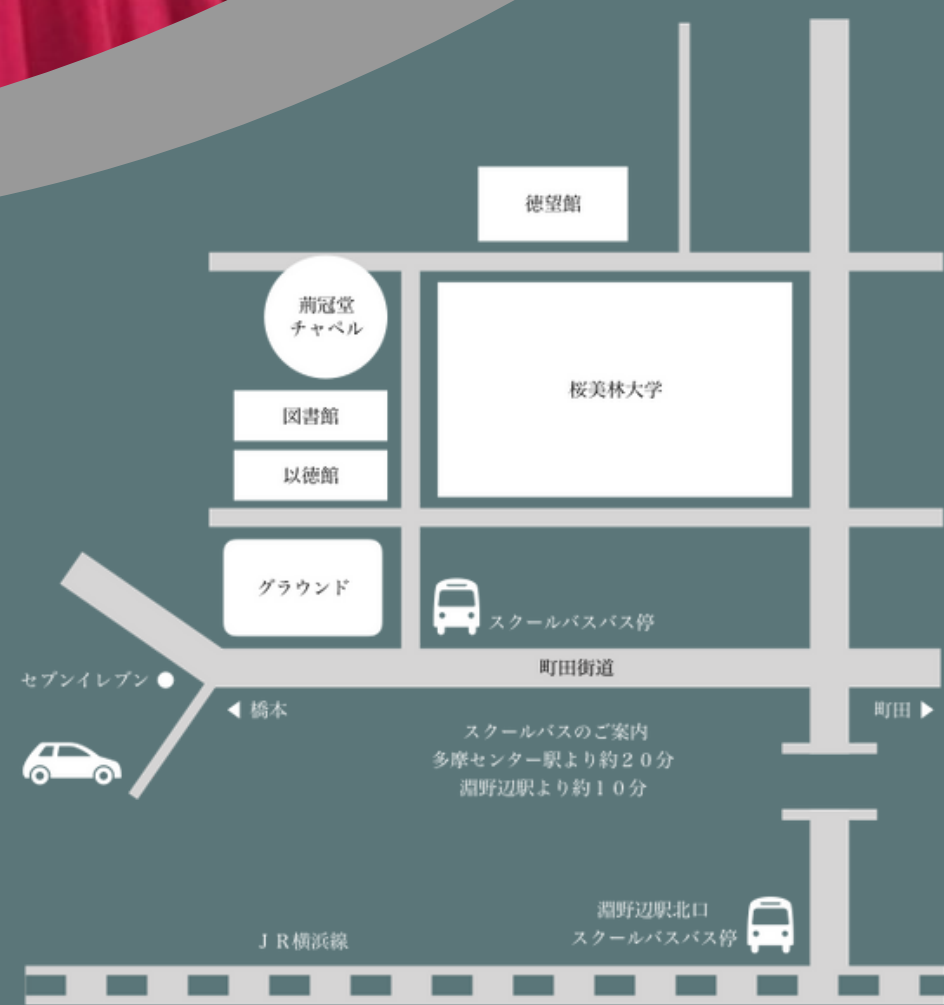 徳望館
荊冠堂
チャペル
桜美林大学
図書館
以徳館
グラウンド
スクールバスバス停
町田街道
セブンイレブン
◀ 橋本
町田 ▶
スクールバスのご案内
多摩センター駅より約２０分
淵野辺駅より約１０分
淵野辺駅北口
スクールバスバス停
ＪＲ横浜線